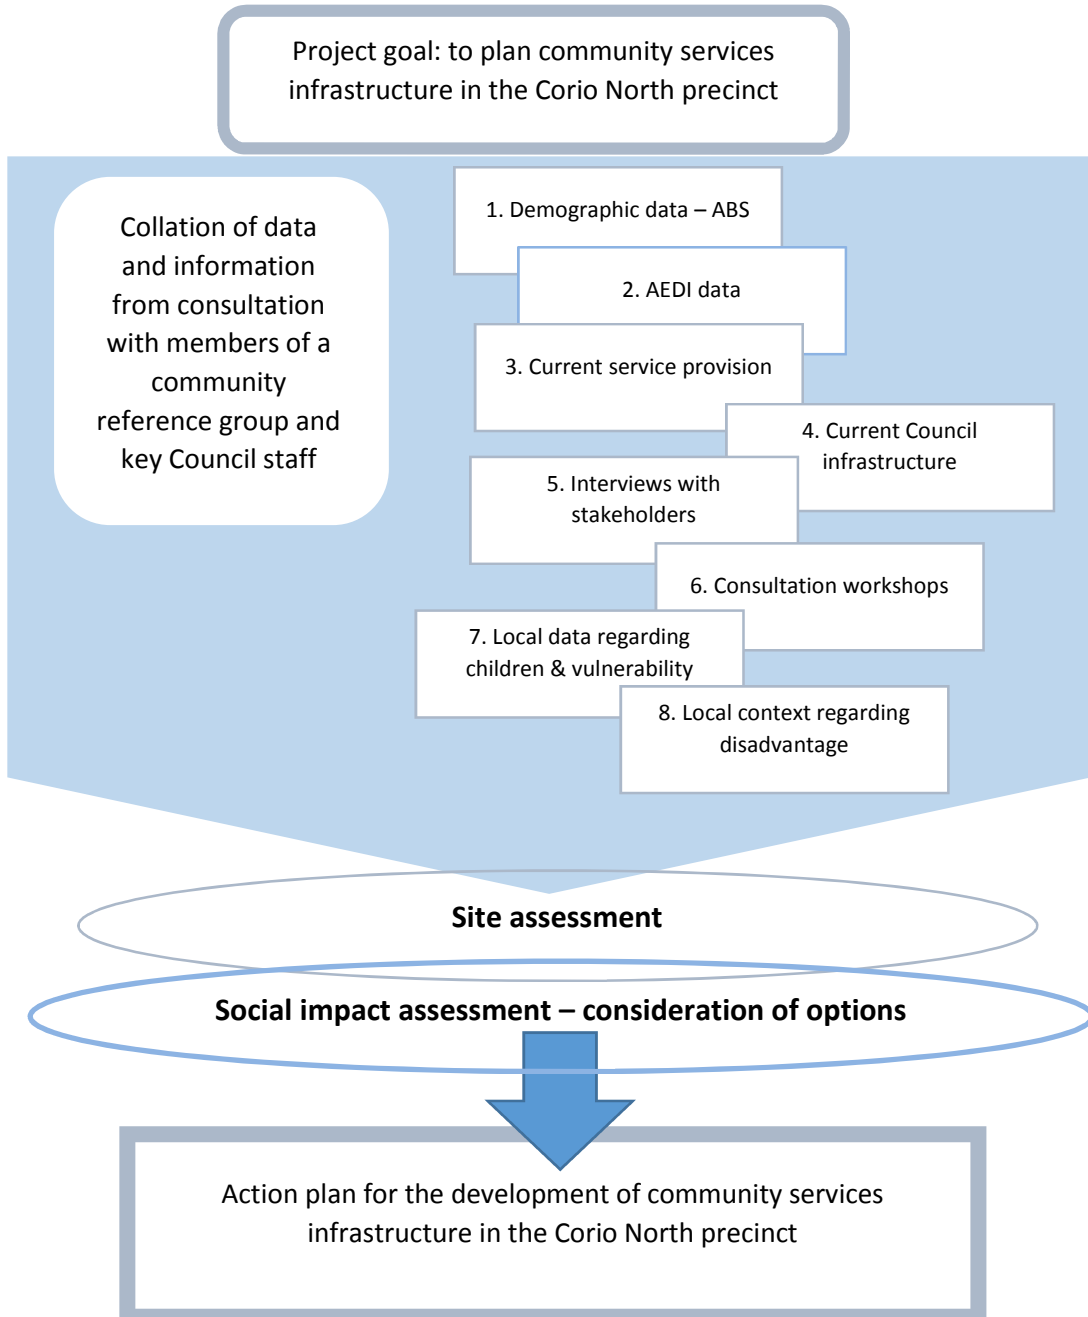 Project goal: to plan community services
infrastructure in the Corio North precinct
Collation of data
and information
from consultation
with members of a
community
reference group and
key Council staff
1. Demographic data – ABS
2. AEDI data
3. Current service provision
4. Current Council
infrastructure
5. Interviews with
stakeholders
6. Consultation workshops
7. Local data regarding
children & vulnerability
8. Local context regarding
disadvantage
Site assessment
Social impact assessment – consideration of options
Action plan for the development of community services
infrastructure in the Corio North precinct